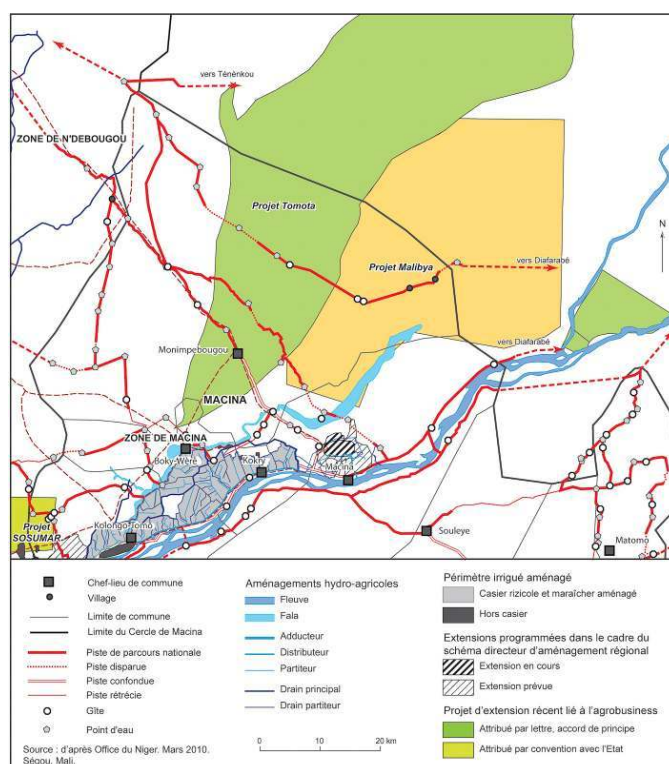 vers Ténénkou
ZONE DE N'DEBOUGOU
Projet Tomota
N
Projet Malibya
vers Diafarabé
vers Diafarabé
Monimpebougou
MACINA
ZONE DE MACINA
Boky-Wéré
Kokry
Macina
Projet
SOSUMAR
Kolongo-Tomo
Souleye
Matomo
Chef-lieu de commune
Village
Limite de commune
Limite du Cercle de Macina
Piste de parcours nationale
Piste disparue
Piste confondue
Piste rétrécie
Gîte
Point d'eau
Source : d'après Office du Niger. Mars 2010.
Ségou, Mali.
Aménagements hydro-agricoles
Fleuve
Fala
Adducteur
Distributeur
Partiteur
Drain principal
Drain partiteur
0 10 20 km
Périmètre irrigué aménagé
Casier rizicole et maraîcher aménagé
Hors casier
Extensions programmées dans le cadre du
schéma directeur d'aménagement régional
Extension en cours
Extension prévue
Projet d'extension récent lié à l'agrobusiness
Attribué par lettre, accord de principe
Attribué par convention avec l'Etat